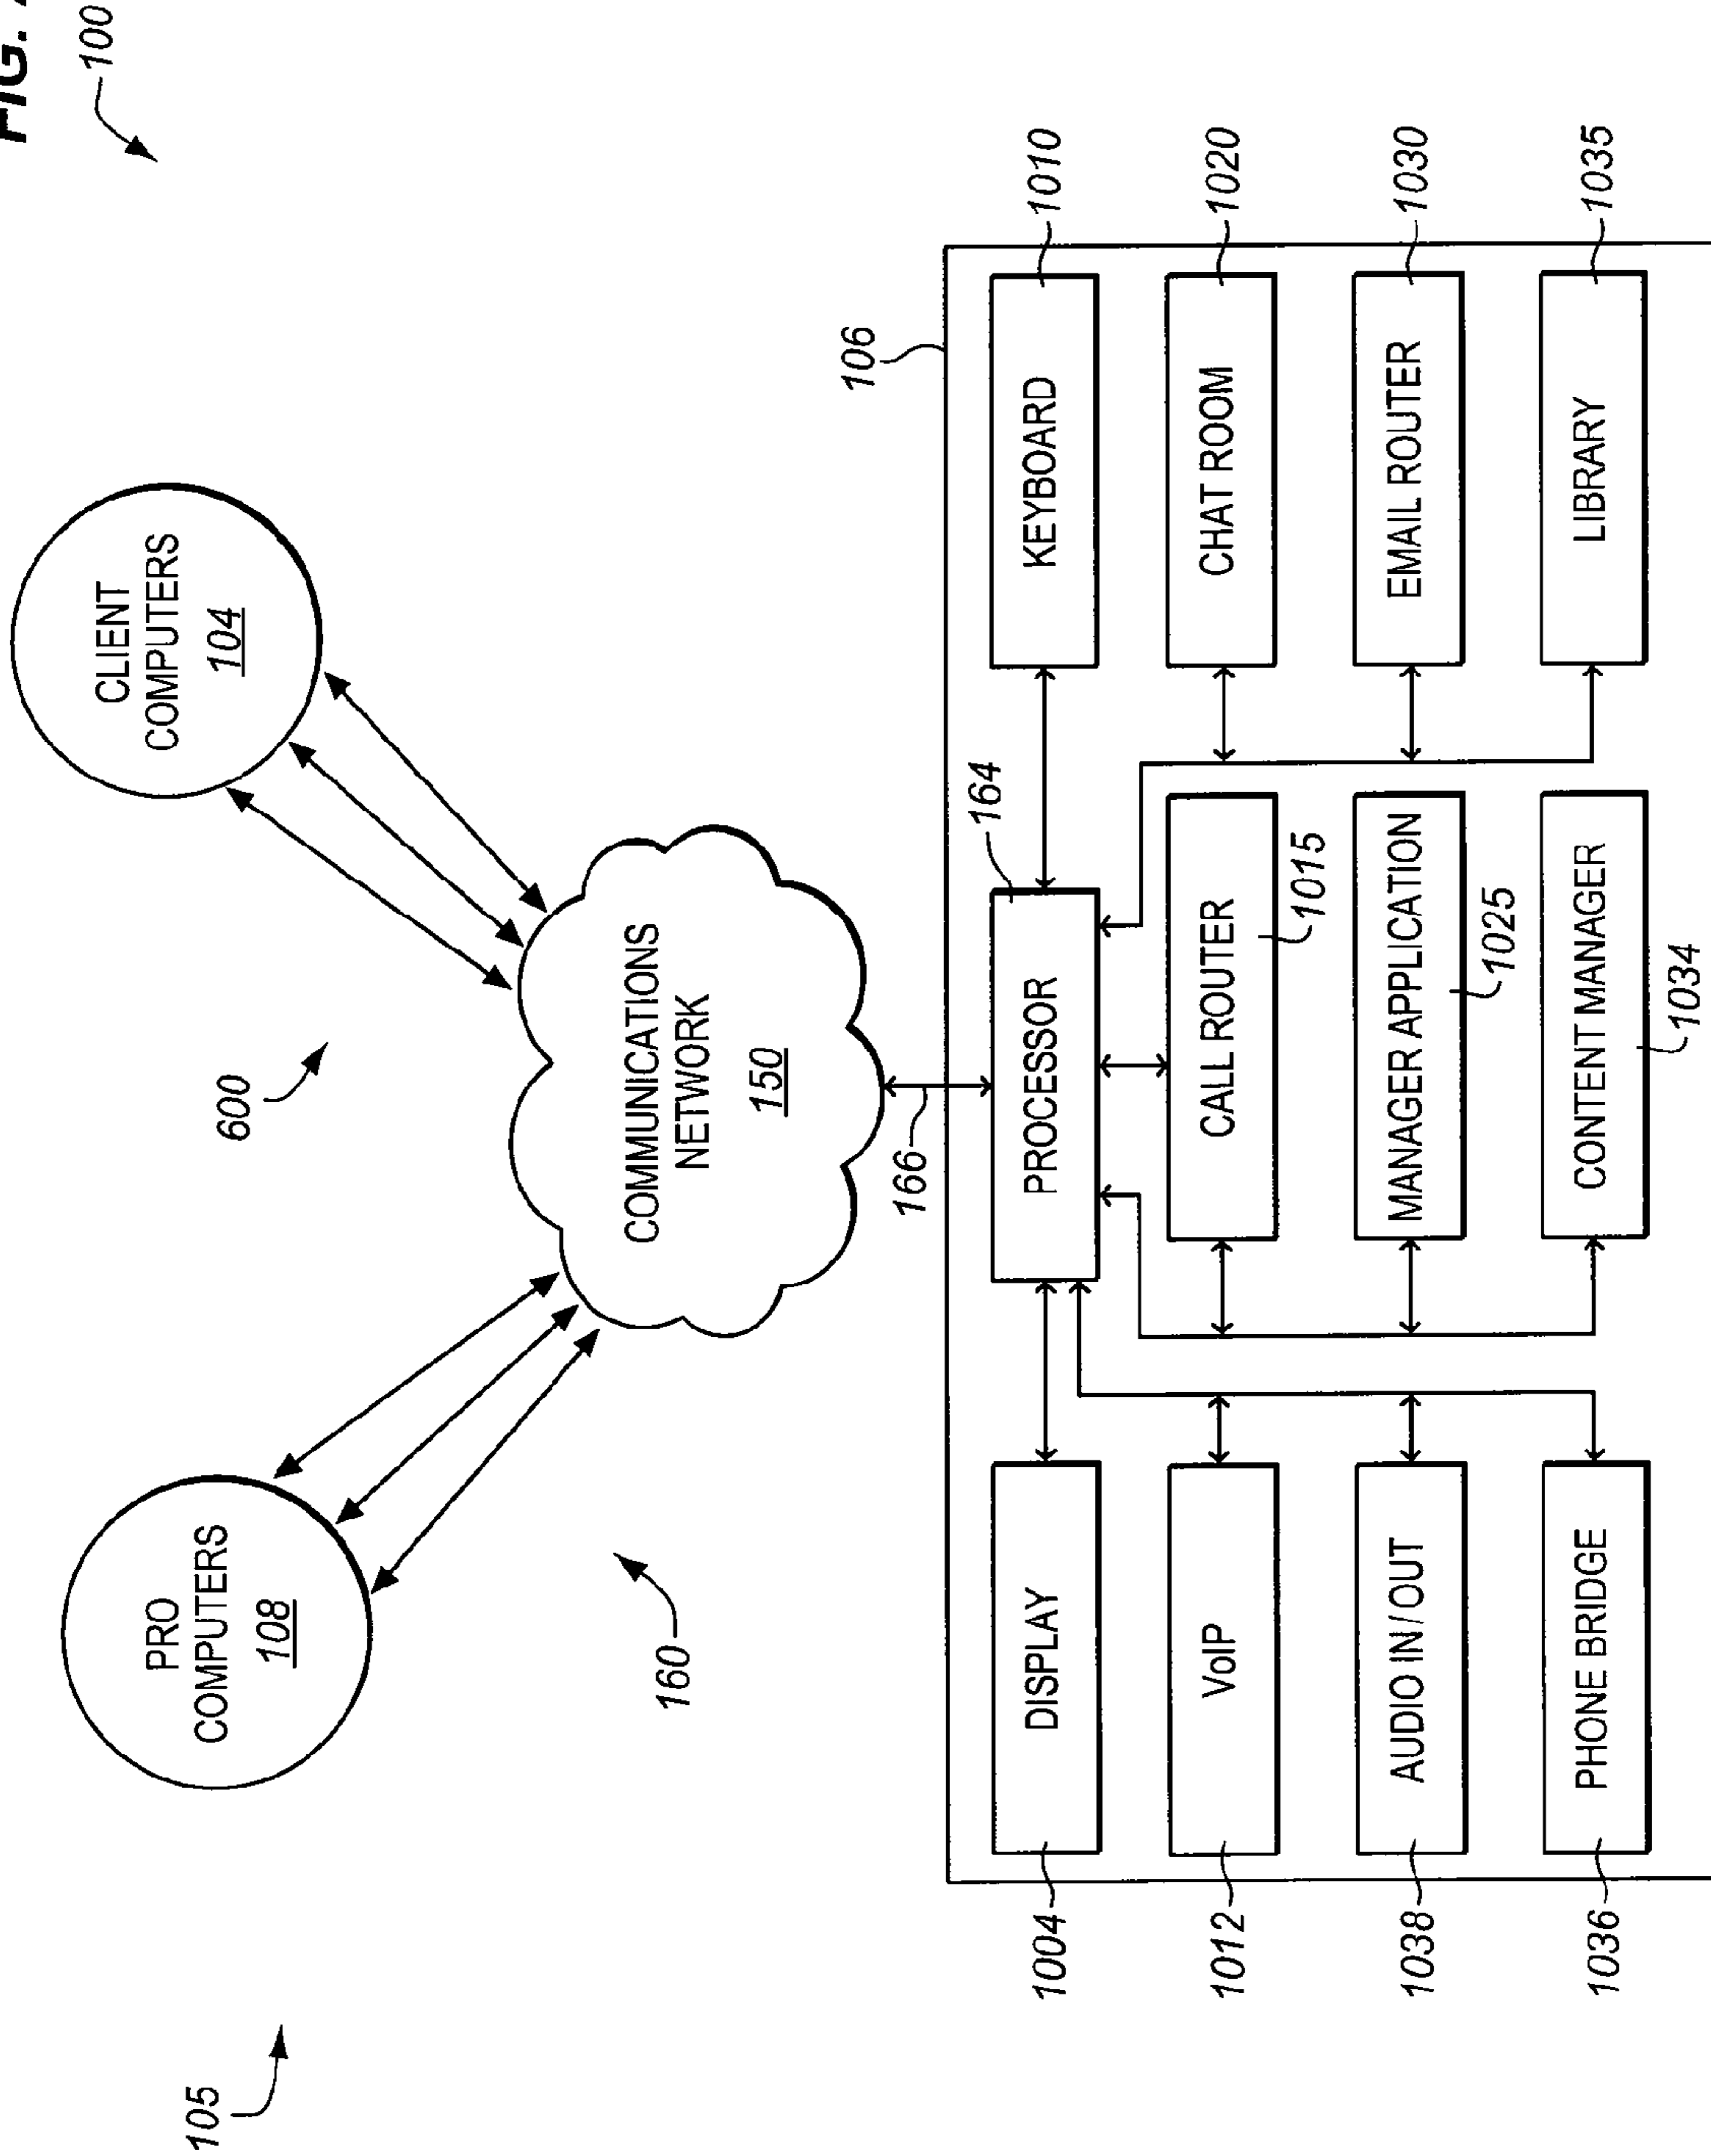 FIG.
100
CLIENT
COMPUTERS
104
600
PRO
COMPUTERS
108
105
COMMUNICATIONS
NETWORK
150
160
166
106
164
DISPLAY
1004
PROCESSOR
KEYBOARD
1010
VoIP
1012
CALL ROUTER
1015
CHAT ROOM
1020
AUDIO IN/OUT
1038
MANAGER APPLICATION
1025
EMAIL ROUTER
1030
PHONE BRIDGE
1036
CONTENT MANAGER
1034
LIBRARY
1035